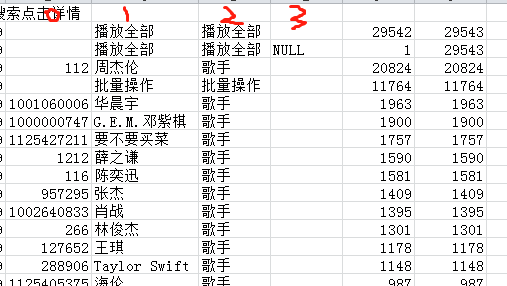 搜索点击详情 0 1 2 3
播放全部 播放全部 29542 29543
播放全部 播放全部 NULL 1 29543
112 周杰伦 歌手 20824 20824
批量操作 批量操作 11764 11764
1001060006 华晨宇 歌手 1963 1963
1000000747 G.E.M.邓紫棋 歌手 1900 1900
1125427211 要不要买菜 歌手 1757 1757
1212 薛之谦 歌手 1590 1590
116 陈奕迅 歌手 1581 1581
957295 张杰 歌手 1409 1409
1002640833 肖战 歌手 1395 1395
266 林俊杰 歌手 1301 1301
127652 王琪 歌手 1178 1178
288906 Taylor Swift 歌手 1148 1148
1125405375 海伦 歌手 987 987